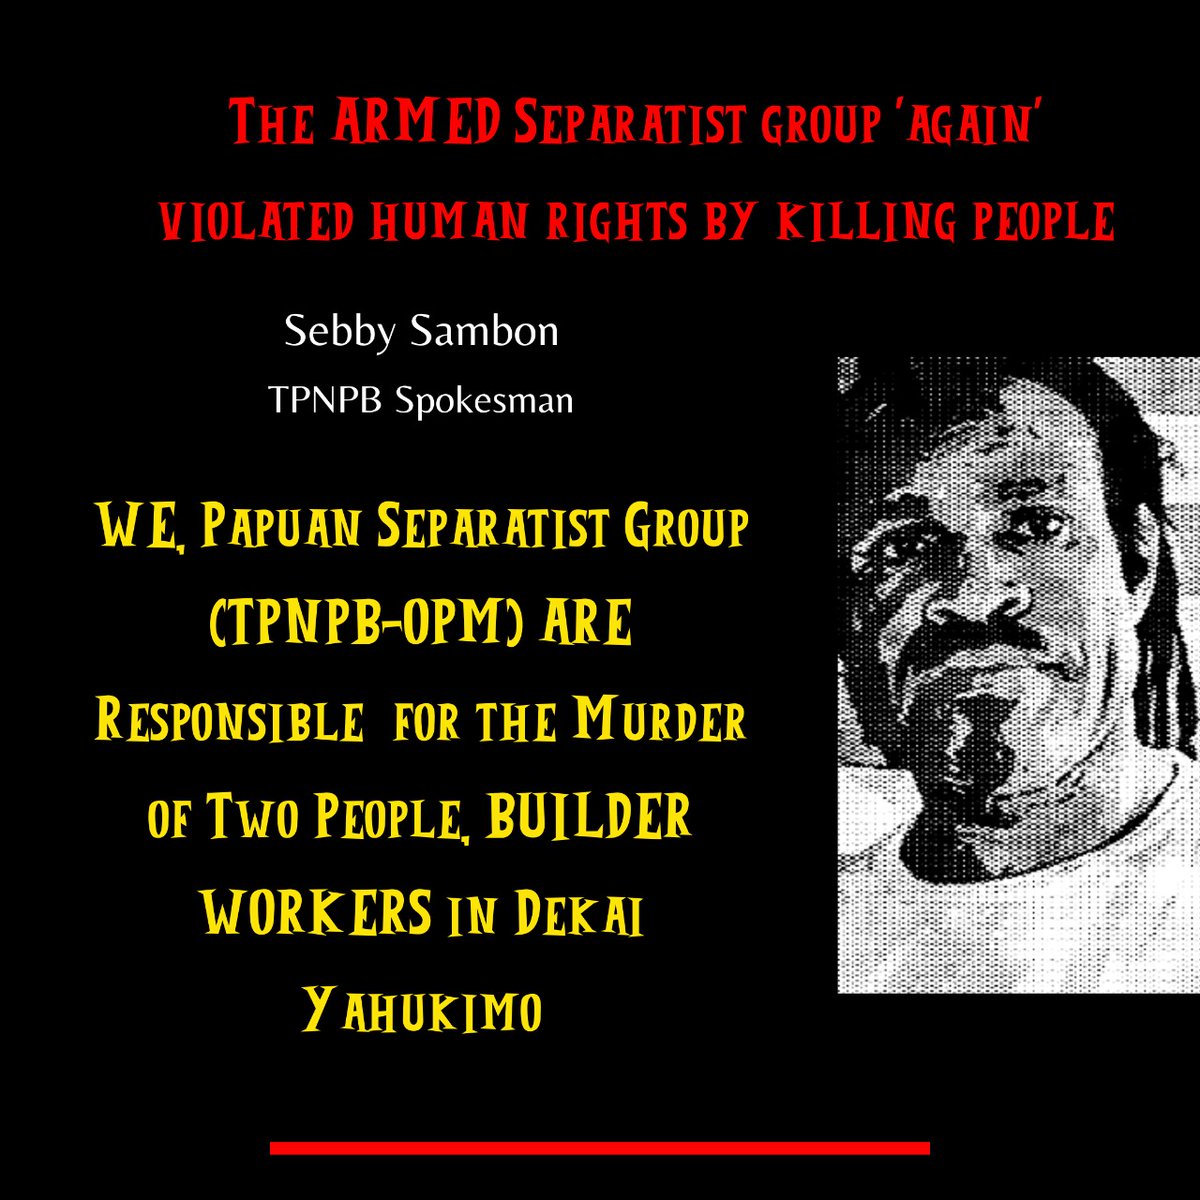 The ARMED Separatist group 'again'
violated human rights by killing people
Sebby Sambon
TPNPB Spokesman
WE, Papuan Separatist Group
(TPNPB-OPM) ARE
Responsible for the Murder
of Two People, BUILDER
WORKERS in Dekai
Yahukimo